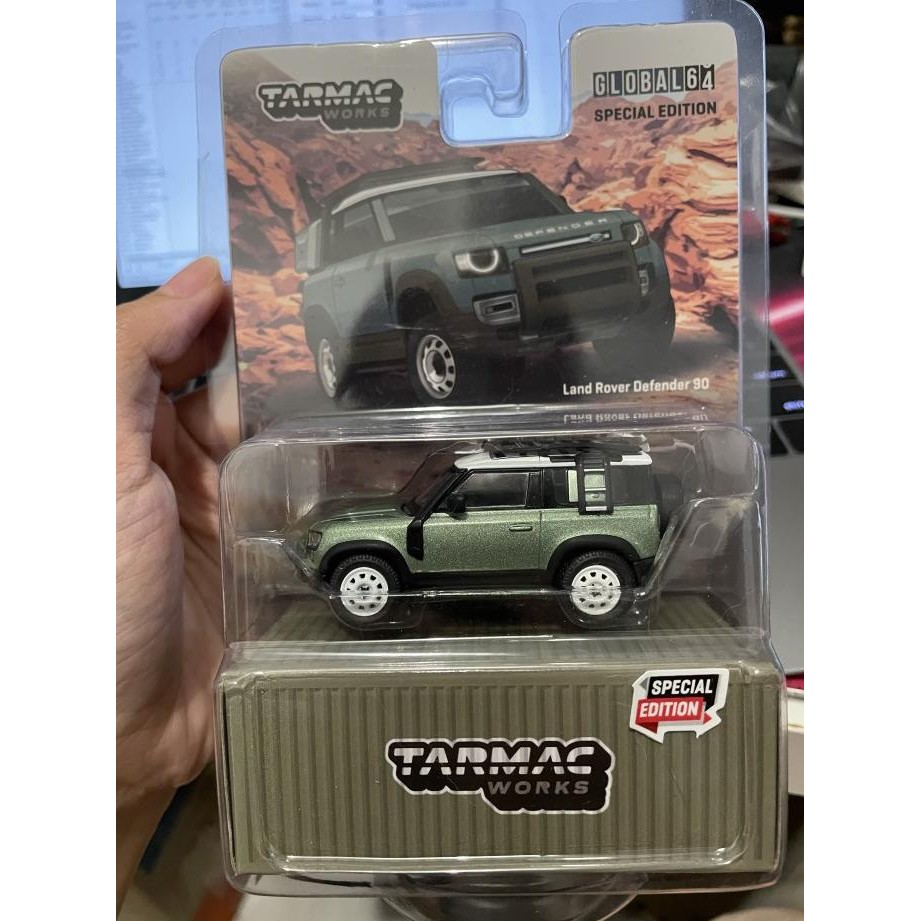 TARMAC
WORKS
GLOBAL64
SPECIAL EDITION
DEFENDER
Land Rover Defender 90
SPECIAL
EDITION
TARMAC
WORKS